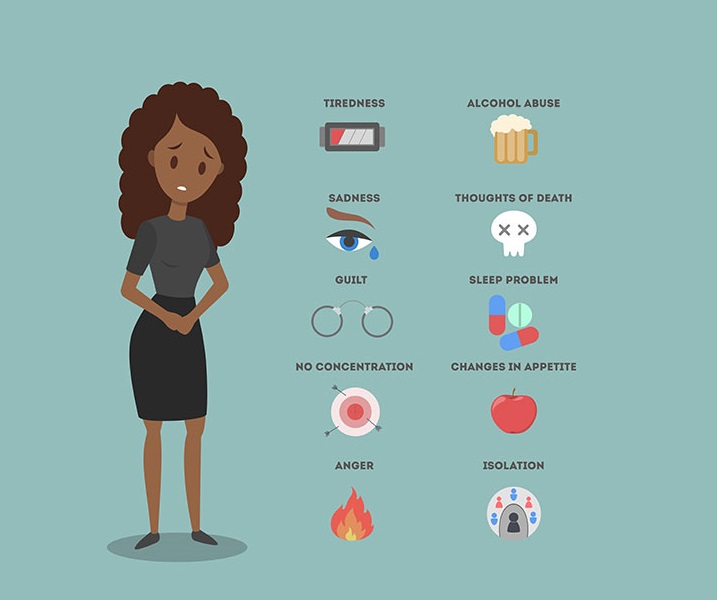 TIREDNESS
ALCOHOL ABUSE
SADNESS
THOUGHTS OF DEATH
GUILT
SLEEP PROBLEM
NO CONCENTRATION
CHANGES IN APPETITE
ANGER
ISOLATION